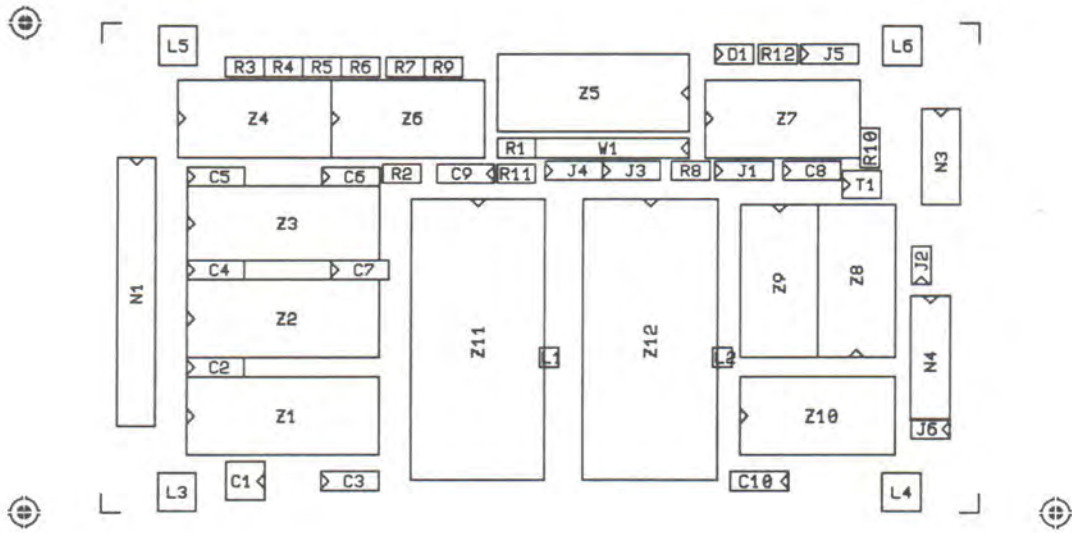 L5
L6
D1 R12 J5
R3 R4 R5 R6 R7 R9
Z5
Z4 Z6 Z7
R1 W1 R10
N3
C5 C6 R2 C9 R11 J4 J3 R8 J1 C8
T1
Z3
C4 C7 J2
N1 Z9 Z8
Z2
Z11 L1 Z12 L2 N4
C2
Z1 Z10
J6
L3 C1 C3 C10 L4